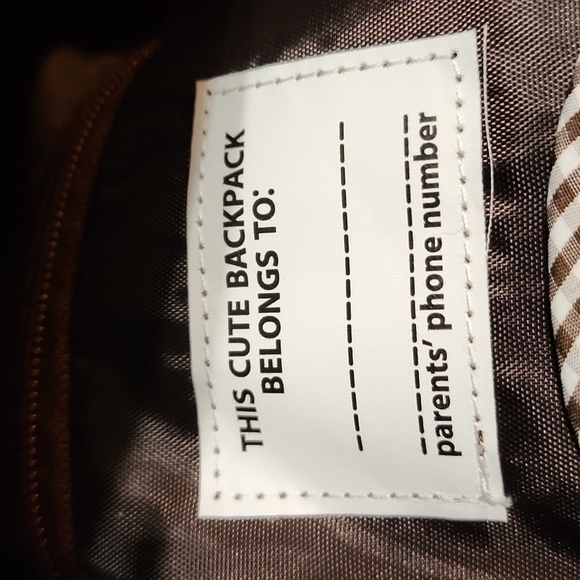 THIS CUTE BACKPACK
BELONGS TO:
parents' phone number